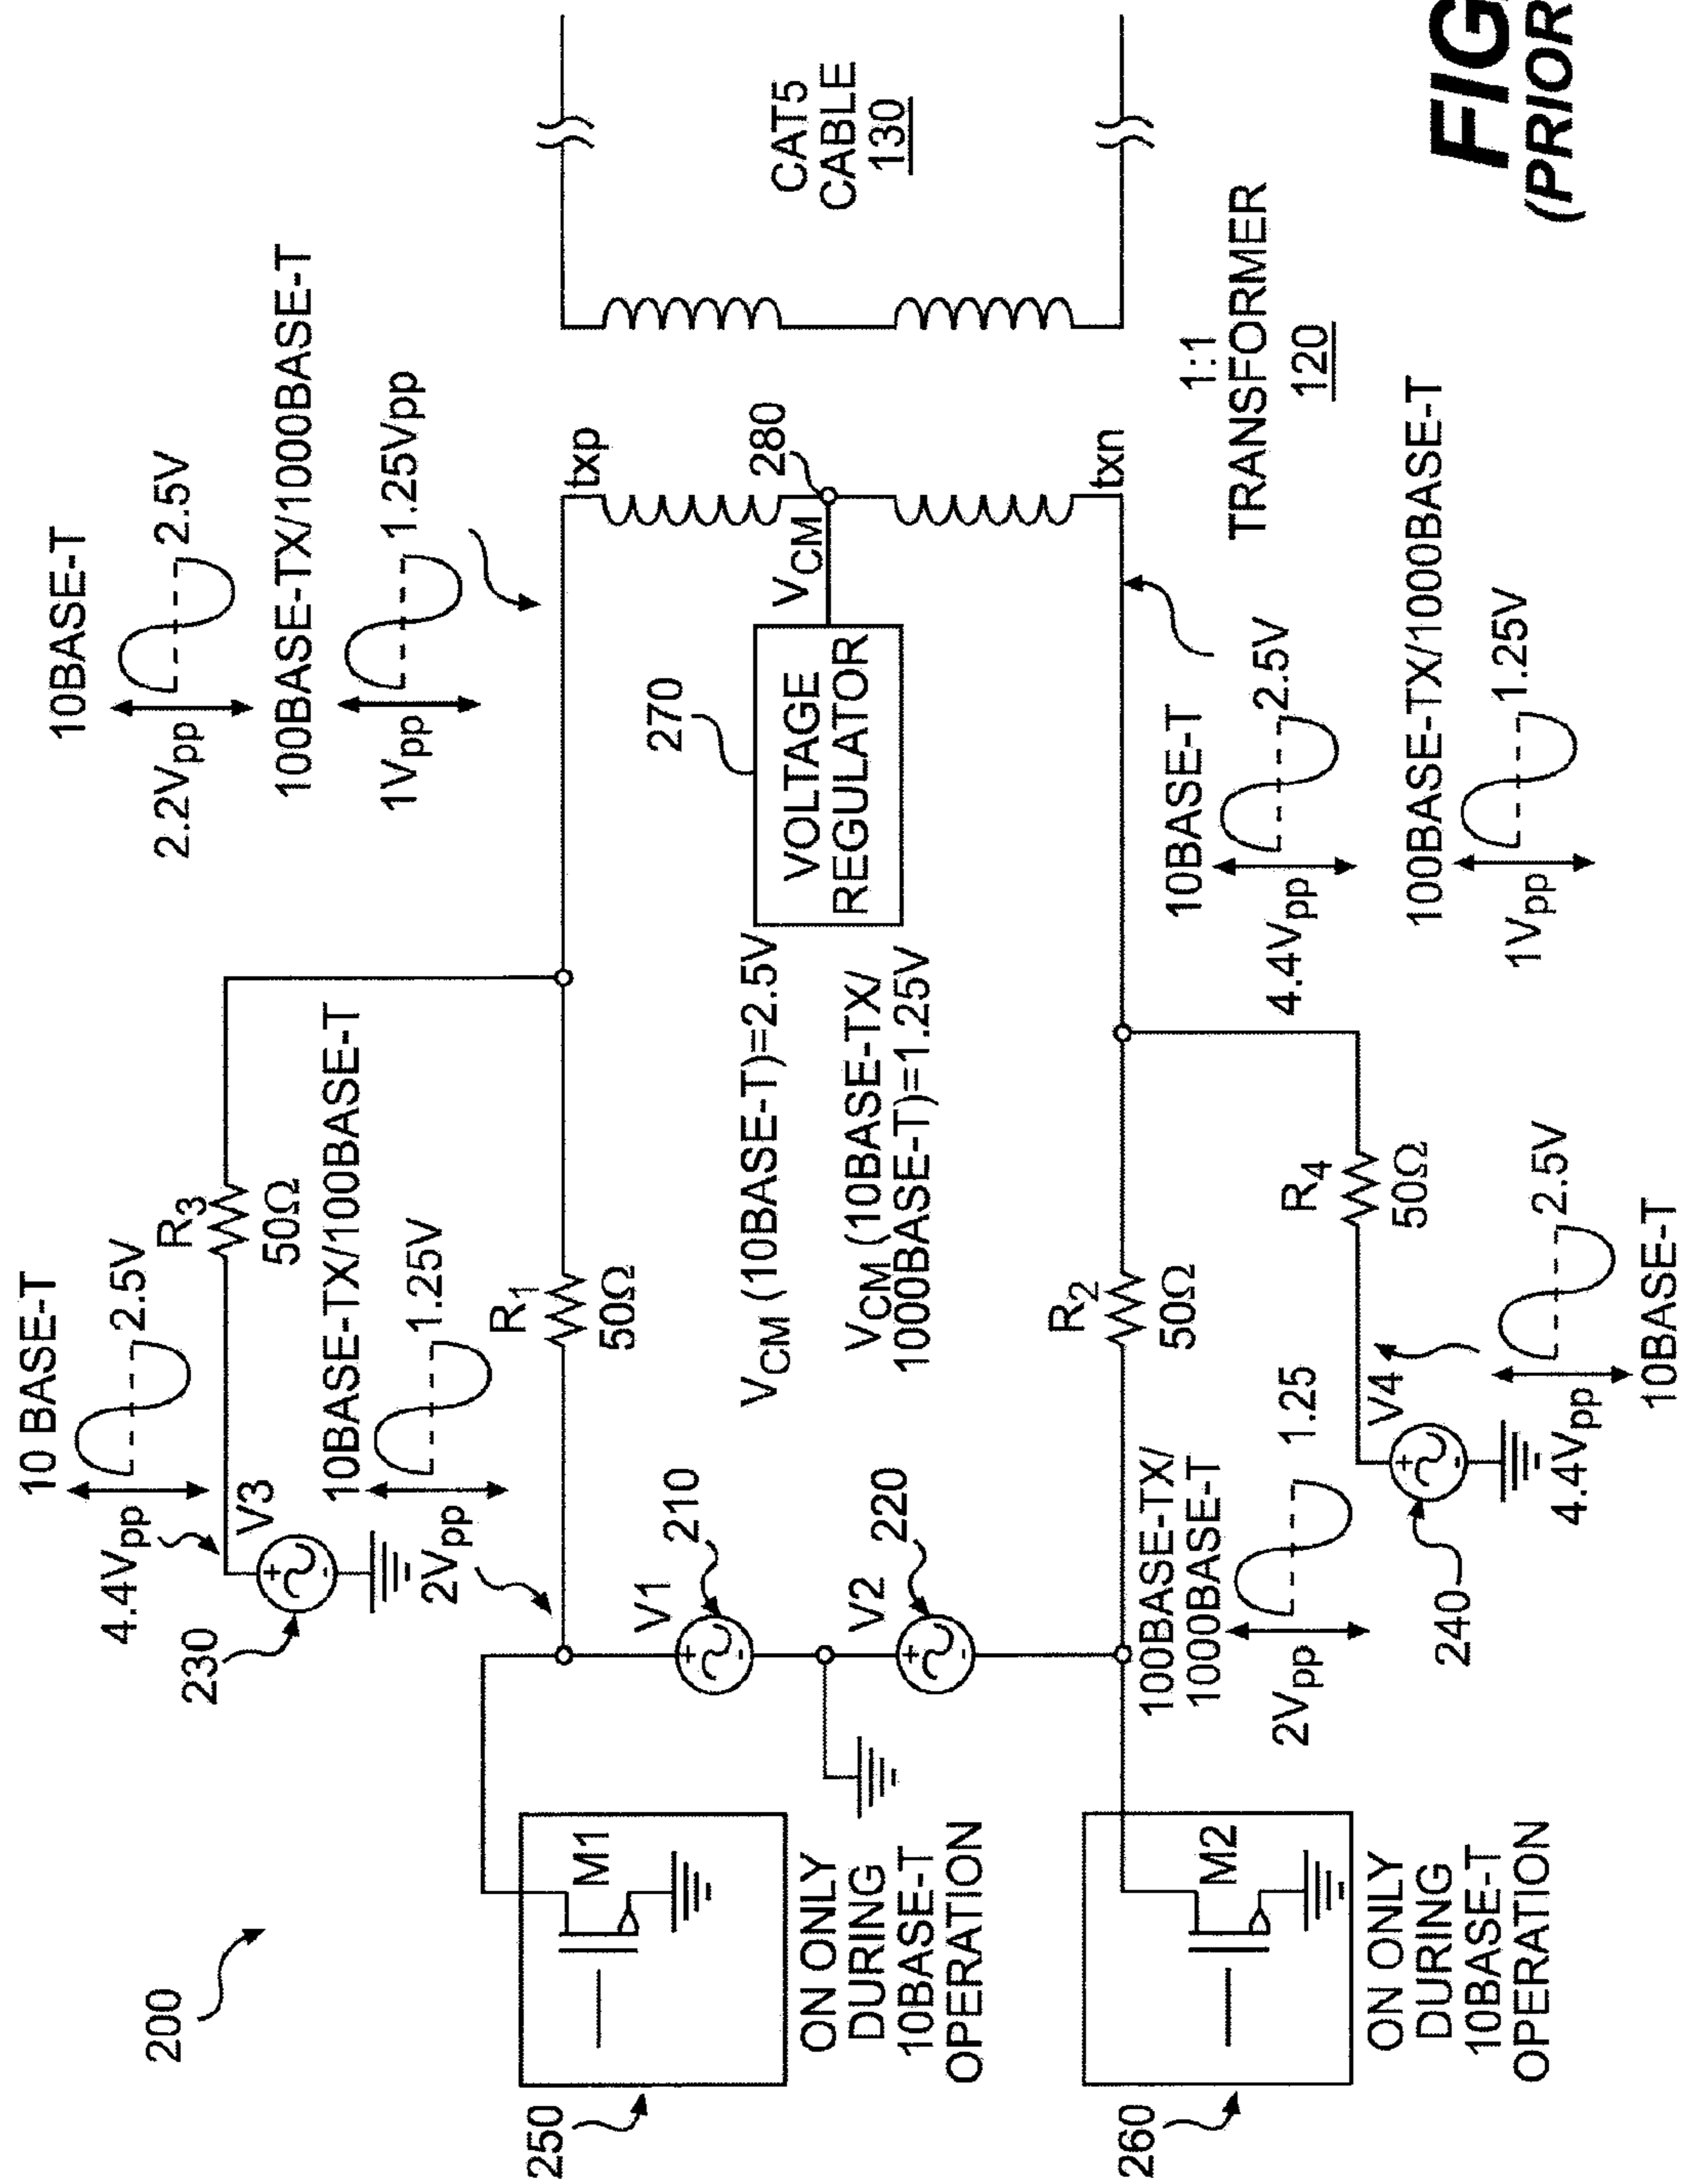 200
10 BASE-T
4.4Vpp
2.5V
V3
230
R3
50Ω
10BASE-TX/100BASE-T
2Vpp
1.25V
R1
50Ω
10BASE-T
2.2Vpp
2.5V
100BASE-TX/1000BASE-T
1Vpp
1.25Vpp
txp
250
M1
ON ONLY
DURING
10BASE-T
OPERATION
V1
210
V2
220
VCM (10BASE-T)=2.5V
VCM (10BASE-TX/
1000BASE-T)=1.25V
270
VOLTAGE
REGULATOR
VCM
280
CAT5
CABLE
130
txn
1:1
TRANSFORMER
120
260
M2
ON ONLY
DURING
10BASE-T
OPERATION
100BASE-TX/
1000BASE-T
2Vpp
1.25
R2
50Ω
240
V4
R4
50Ω
4.4Vpp
2.5V
10BASE-T
10BASE-T
4.4Vpp
2.5V
100BASE-TX/1000BASE-T
1Vpp
1.25V
FIG.
(PRIOR